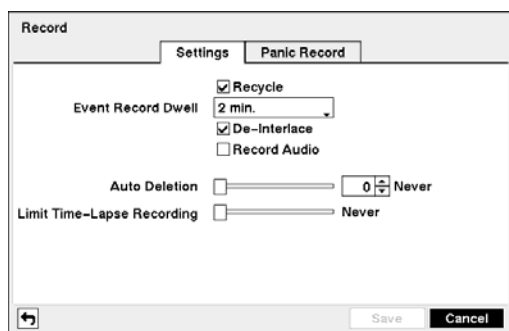 Record
Settings Panic Record
Recycle
Event Record Dwell 2 min.
De-Interlace
Record Audio
Auto Deletion 0 Never
Limit Time-Lapse Recording Never
Save Cancel